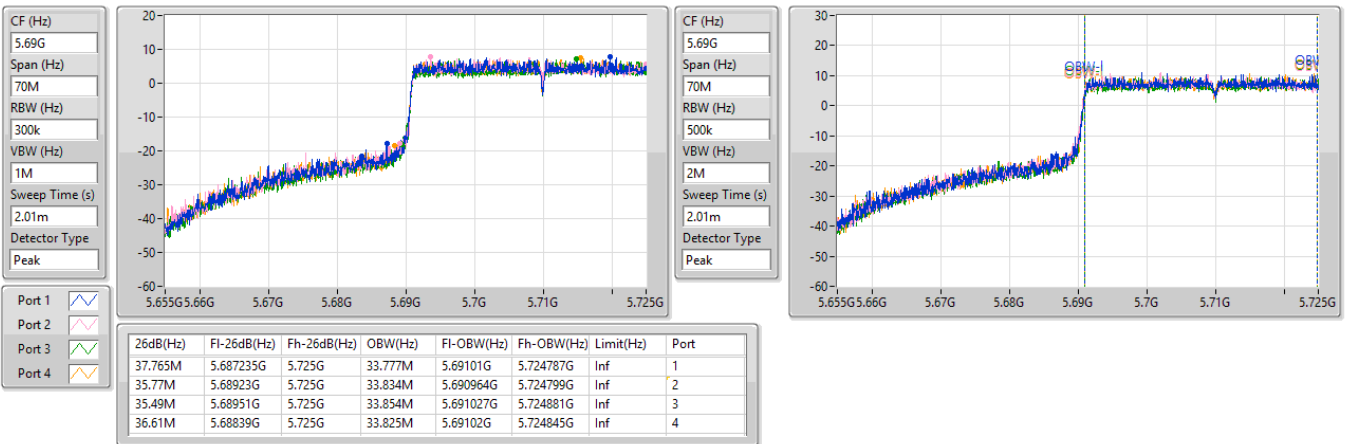 CF (Hz)
5.69G
Span (Hz)
70M
RBW (Hz)
300k
VBW (Hz)
1M
Sweep Time (s)
2.01m
Detector Type
Peak
20
10
0
-10
-20
-30
-40
-50
-60
5.655G 5.66G 5.67G 5.68G 5.69G 5.7G 5.71G 5.725G
CF (Hz)
5.69G
Span (Hz)
70M
RBW (Hz)
500k
VBW (Hz)
2M
Sweep Time (s)
2.01m
Detector Type
Peak
30
20
10
0
-10
-20
-30
-40
-50
-60
OBW-l
5.655G 5.66G 5.67G 5.68G 5.69G 5.7G 5.71G 5.725G
Port 1
Port 2
Port 3
Port 4
26dB(Hz) Fl-26dB(Hz) Fh-26dB(Hz) OBW(Hz) Fl-OBW(Hz) Fh-OBW(Hz) Limit(Hz) Port
37.765M 5.687235G 5.725G 33.777M 5.69101G 5.724787G Inf 1
35.77M 5.68923G 5.725G 33.834M 5.690964G 5.724799G Inf 2
35.49M 5.68951G 5.725G 33.854M 5.691027G 5.724881G Inf 3
36.61M 5.68839G 5.725G 33.825M 5.69102G 5.724845G Inf 4